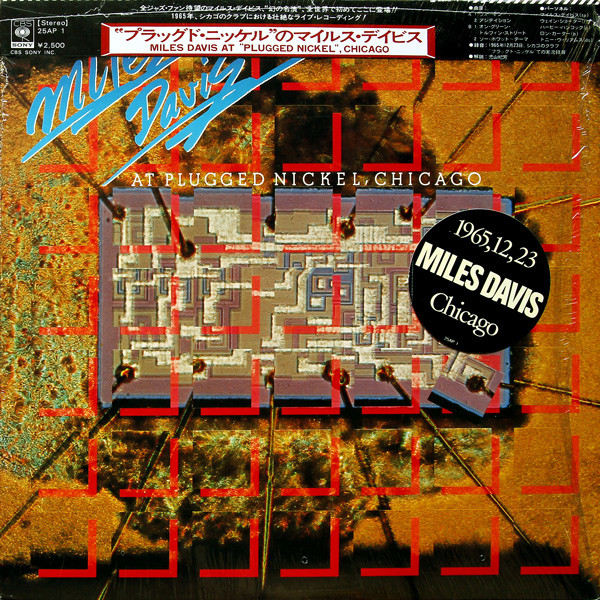 CBS
SONY
[Stereo]
25AP 1
¥2,500
CBS SONY INC
全ジャズ・ファン待望のマイルス・デイビス、"幻の名演"、全世界で初めてここに登場!!
1965年、シカゴのクラブにおける壮絶なライブ・レコーディング!
"プラッグド・ニッケル"のマイルス・デイビス
MILES DAVIS AT "PLUGGED NICKEL", CHICAGO
Miles
Davis
AT PLUGGED NICKEL, CHICAGO
1965,12,23
MILES DAVIS
Chicago
25AP 1